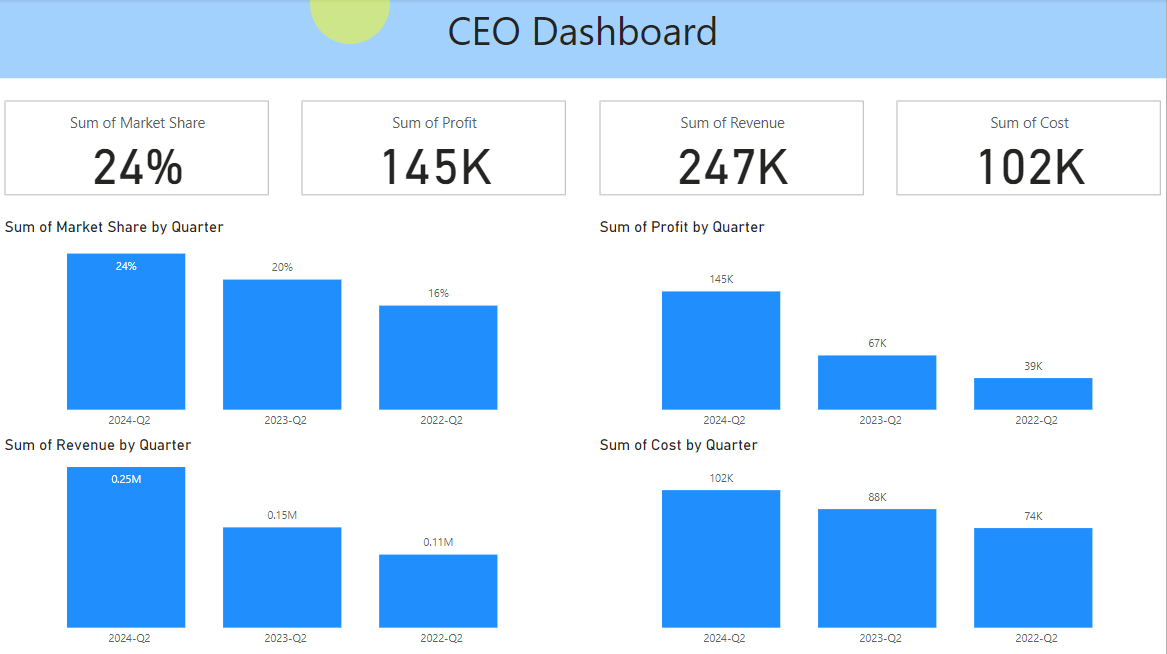 CEO Dashboard
Sum of Market Share
24%
Sum of Profit
145K
Sum of Revenue
247K
Sum of Cost
102K
Sum of Market Share by Quarter
24%
20%
16%
2024-Q2
2023-Q2
2022-Q2
Sum of Profit by Quarter
145K
67K
39K
2024-Q2
2023-Q2
2022-Q2
Sum of Revenue by Quarter
0.25M
0.15M
0.11M
2024-Q2
2023-Q2
2022-Q2
Sum of Cost by Quarter
102K
88K
74K
2024-Q2
2023-Q2
2022-Q2